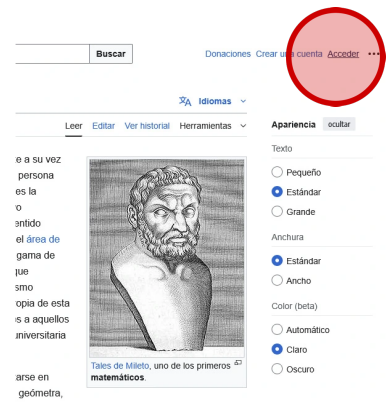 Buscar
Donaciones Crear una cuenta Acceder •••
Idiomas
Leer Editar Ver historial Herramientas
Apariencia ocultar
Texto
Pequeño
Estándar
Grande
Anchura
Estándar
Ancho
Color (beta)
Automático
Claro
Oscuro
e a su vez
persona
es la
entido
el área de
gama de
que
smo
opia de esta
s a aquellos
universitaria
Tales de Mileto, uno de los primeros
matemáticos.
arse en
geómetra,